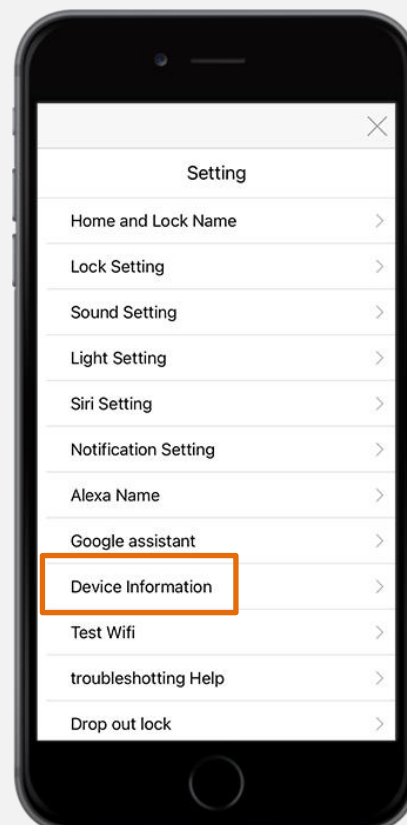 Setting
Home and Lock Name
Lock Setting
Sound Setting
Light Setting
Siri Setting
Notification Setting
Alexa Name
Google assistant
Device Information
Test Wifi
troubleshotting Help
Drop out lock